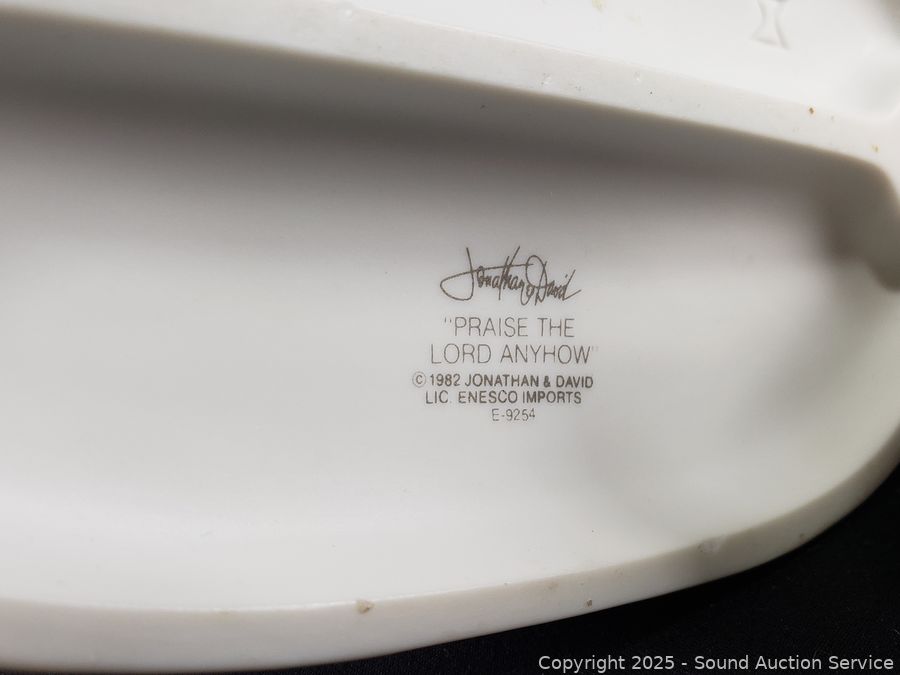 Jonathan & David
"PRAISE THE
LORD ANYHOW"
© 1982 JONATHAN & DAVID
LIC. ENESCO IMPORTS
E-9254
Copyright 2025 - Sound Auction Service